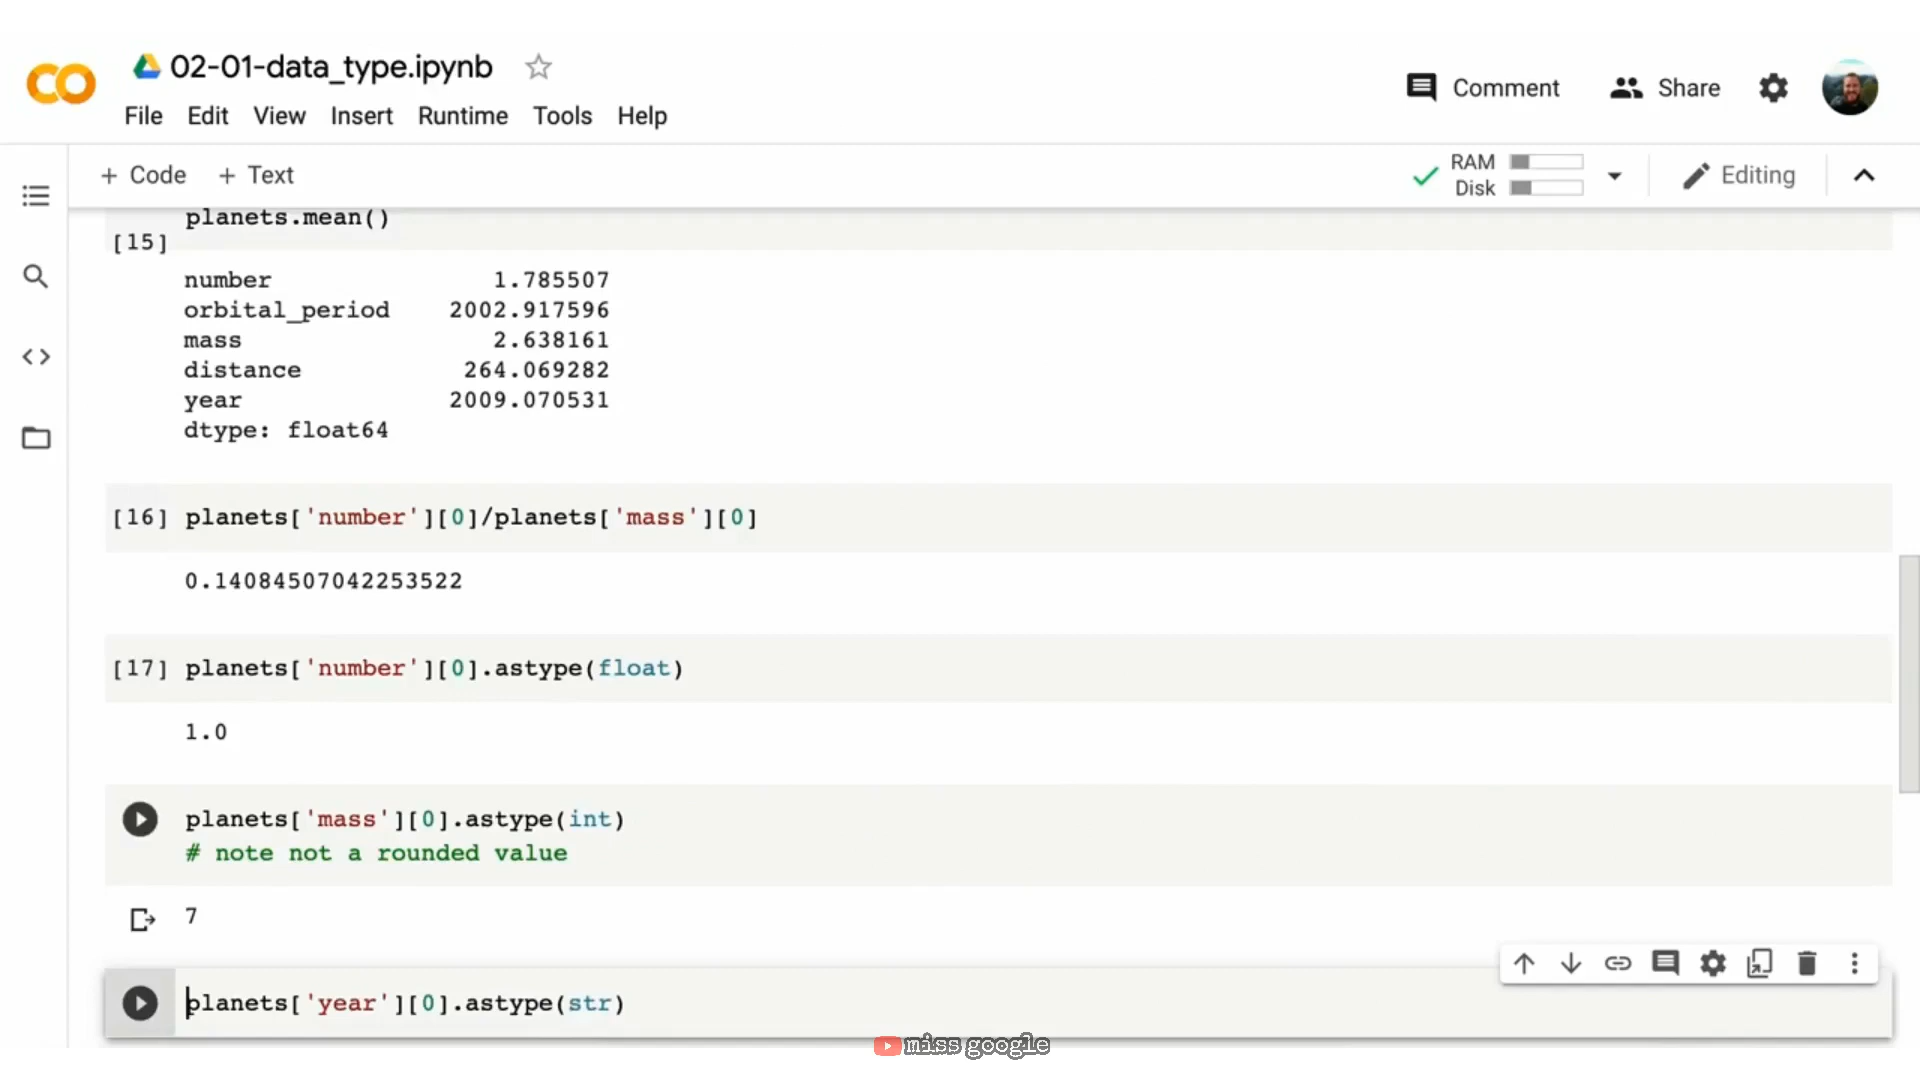 02-01-data_type.ipynb
Comment
Share
File Edit View Insert Runtime Tools Help
+ Code + Text
RAM
Disk
Editing
planets.mean()
[15]
number 1.785507
orbital_period 2002.917596
mass 2.638161
distance 264.069282
year 2009.070531
dtype: float64
[16] planets['number'][0]/planets['mass'][0]
0.14084507042253522
[17] planets['number'][0].astype(float)
1.0
planets['mass'][0].astype(int)
# note not a rounded value
7
planets['year'][0].astype(str)
miss google